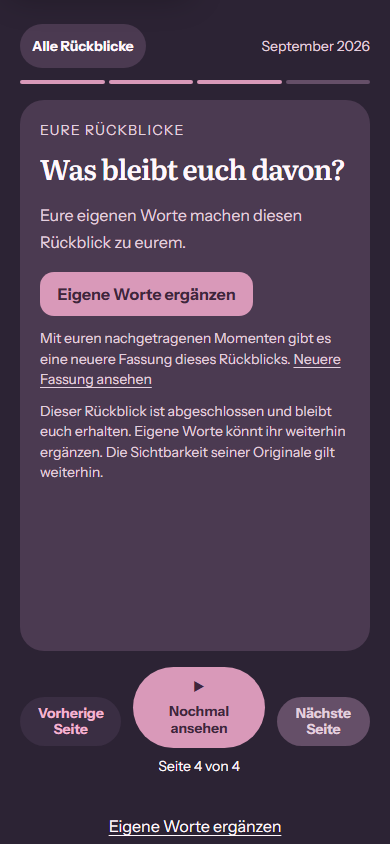 Alle Rückblicke
September 2026
EURE RÜCKBLICKE
Was bleibt euch davon?
Eure eigenen Worte machen diesen
Rückblick zu eurem.
Eigene Worte ergänzen
Mit euren nachgetragenen Momenten gibt es
eine neuere Fassung dieses Rückblicks. Neuere
Fassung ansehen
Dieser Rückblick ist abgeschlossen und bleibt
euch erhalten. Eigene Worte könnt ihr weiterhin
ergänzen. Die Sichtbarkeit seiner Originale gilt
weiterhin.
Vorherige
Seite
Nochmal
ansehen
Nächste
Seite
Seite 4 von 4
Eigene Worte ergänzen